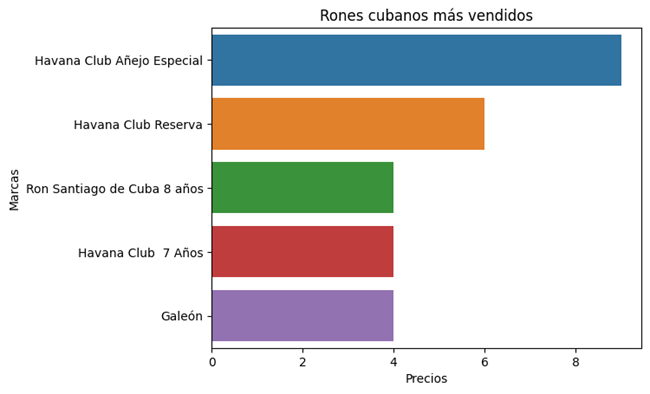 Rones cubanos más vendidos
Marcas
Havana Club Añejo Especial
Havana Club Reserva
Ron Santiago de Cuba 8 años
Havana Club  7 Años
Galeón
0 2 4 6 8
Precios